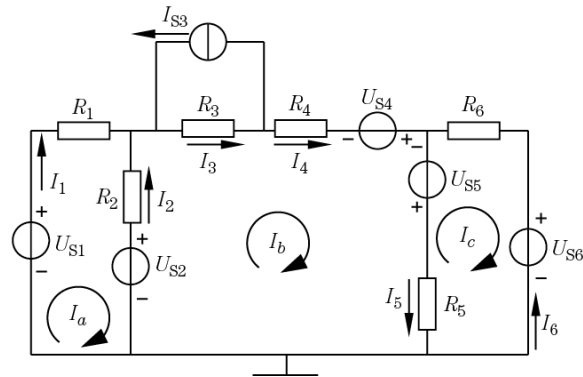 I_S3
R_1
R_3
R_4
U_S4
R_6
- + -
I_3
I_4
I_1
R_2
I_2
U_S5
+
+
+
+
U_S1
U_S2
I_b
I_c
U_S6
-
-
-
I_a
I_5
R_5
I_6